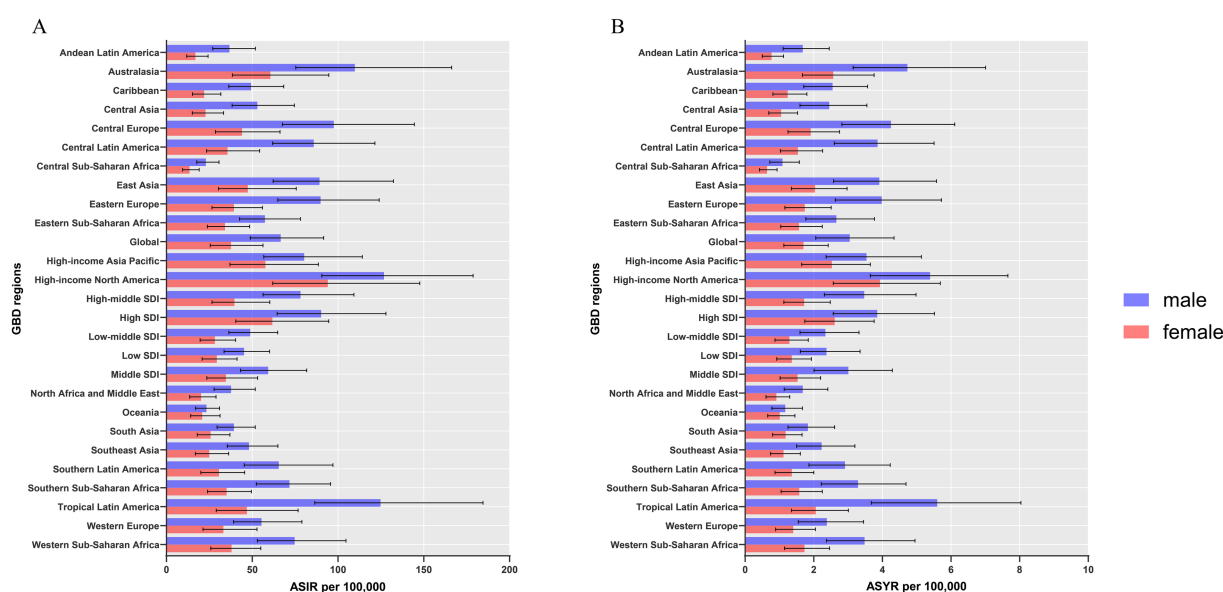 A
GBD regions
Andean Latin America
Australasia
Caribbean
Central Asia
Central Europe
Central Latin America
Central Sub-Saharan Africa
East Asia
Eastern Europe
Eastern Sub-Saharan Africa
Global
High-income Asia Pacific
High-income North America
High-middle SDI
High SDI
Low-middle SDI
Low SDI
Middle SDI
North Africa and Middle East
Oceania
South Asia
Southeast Asia
Southern Latin America
Southern Sub-Saharan Africa
Tropical Latin America
Western Europe
Western Sub-Saharan Africa
0 50 100 150 200
ASIR per 100,000
B
GBD regions
Andean Latin America
Australasia
Caribbean
Central Asia
Central Europe
Central Latin America
Central Sub-Saharan Africa
East Asia
Eastern Europe
Eastern Sub-Saharan Africa
Global
High-income Asia Pacific
High-income North America
High-middle SDI
High SDI
Low-middle SDI
Low SDI
Middle SDI
North Africa and Middle East
Oceania
South Asia
Southeast Asia
Southern Latin America
Southern Sub-Saharan Africa
Tropical Latin America
Western Europe
Western Sub-Saharan Africa
0 2 4 6 8 10
ASYR per 100,000
male
female